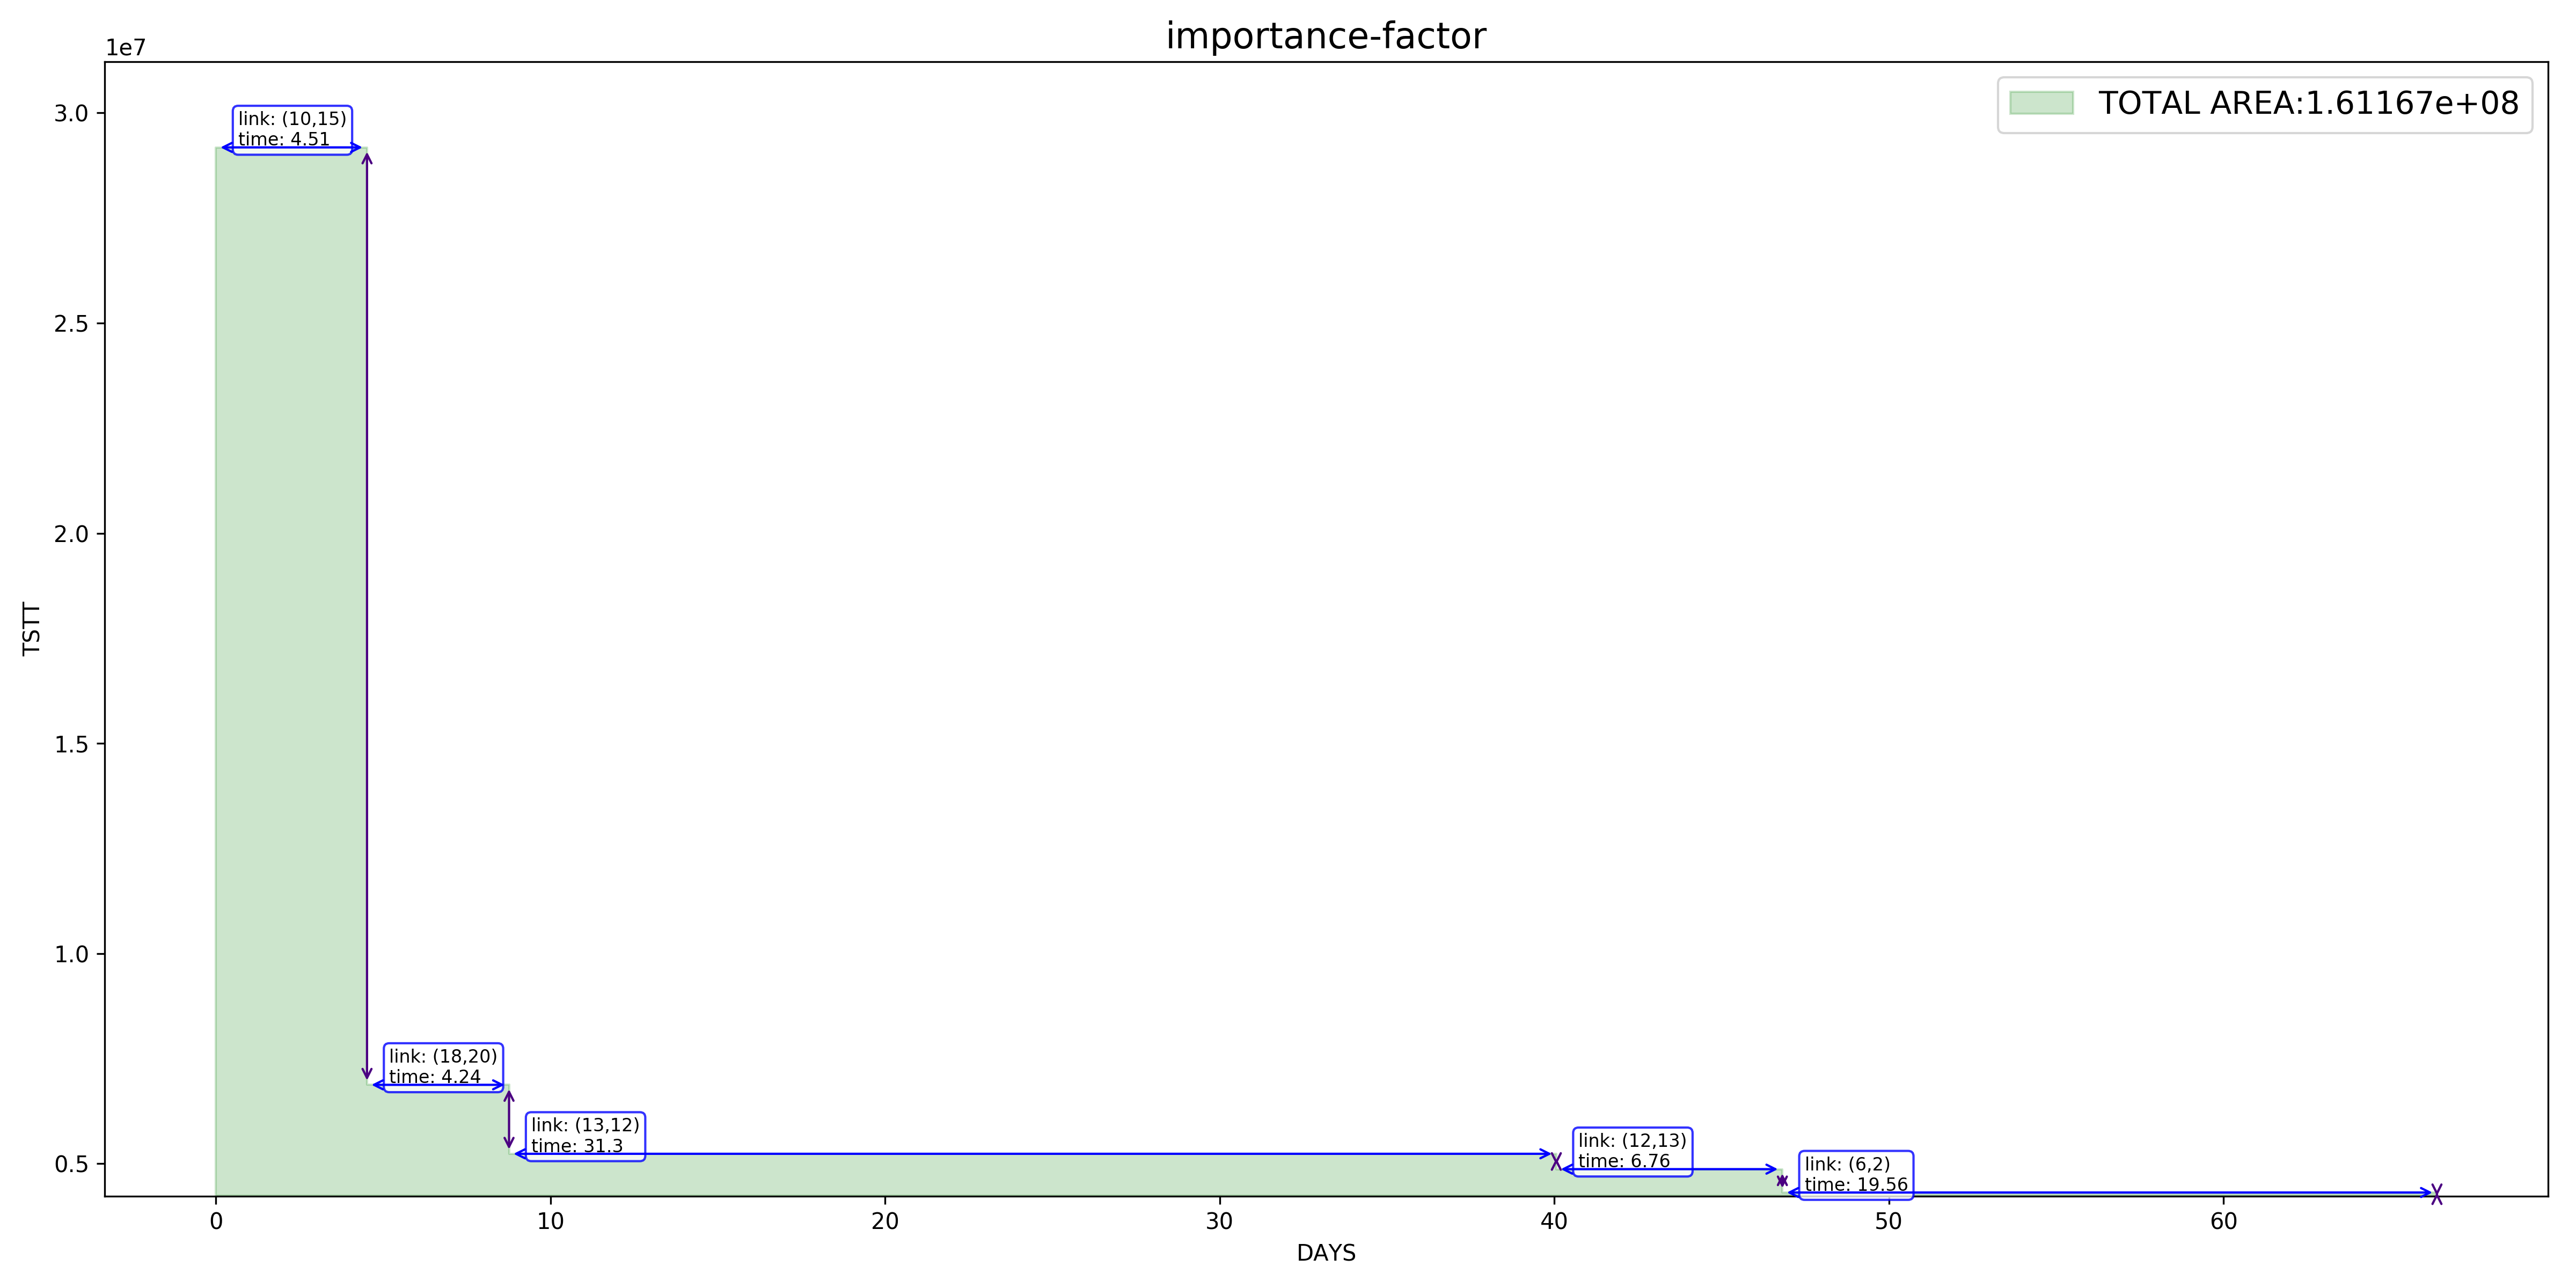 importance-factor
1e7
TOTAL AREA:1.61167e+08
3.0
2.5
2.0
1.5
1.0
0.5
TSTT
link: (10,15)
time: 4.51
link: (18,20)
time: 4.24
link: (13,12)
time: 31.3
link: (12,13)
time: 6.76
link: (6,2)
time: 19.56
0 10 20 30 40 50 60
DAYS